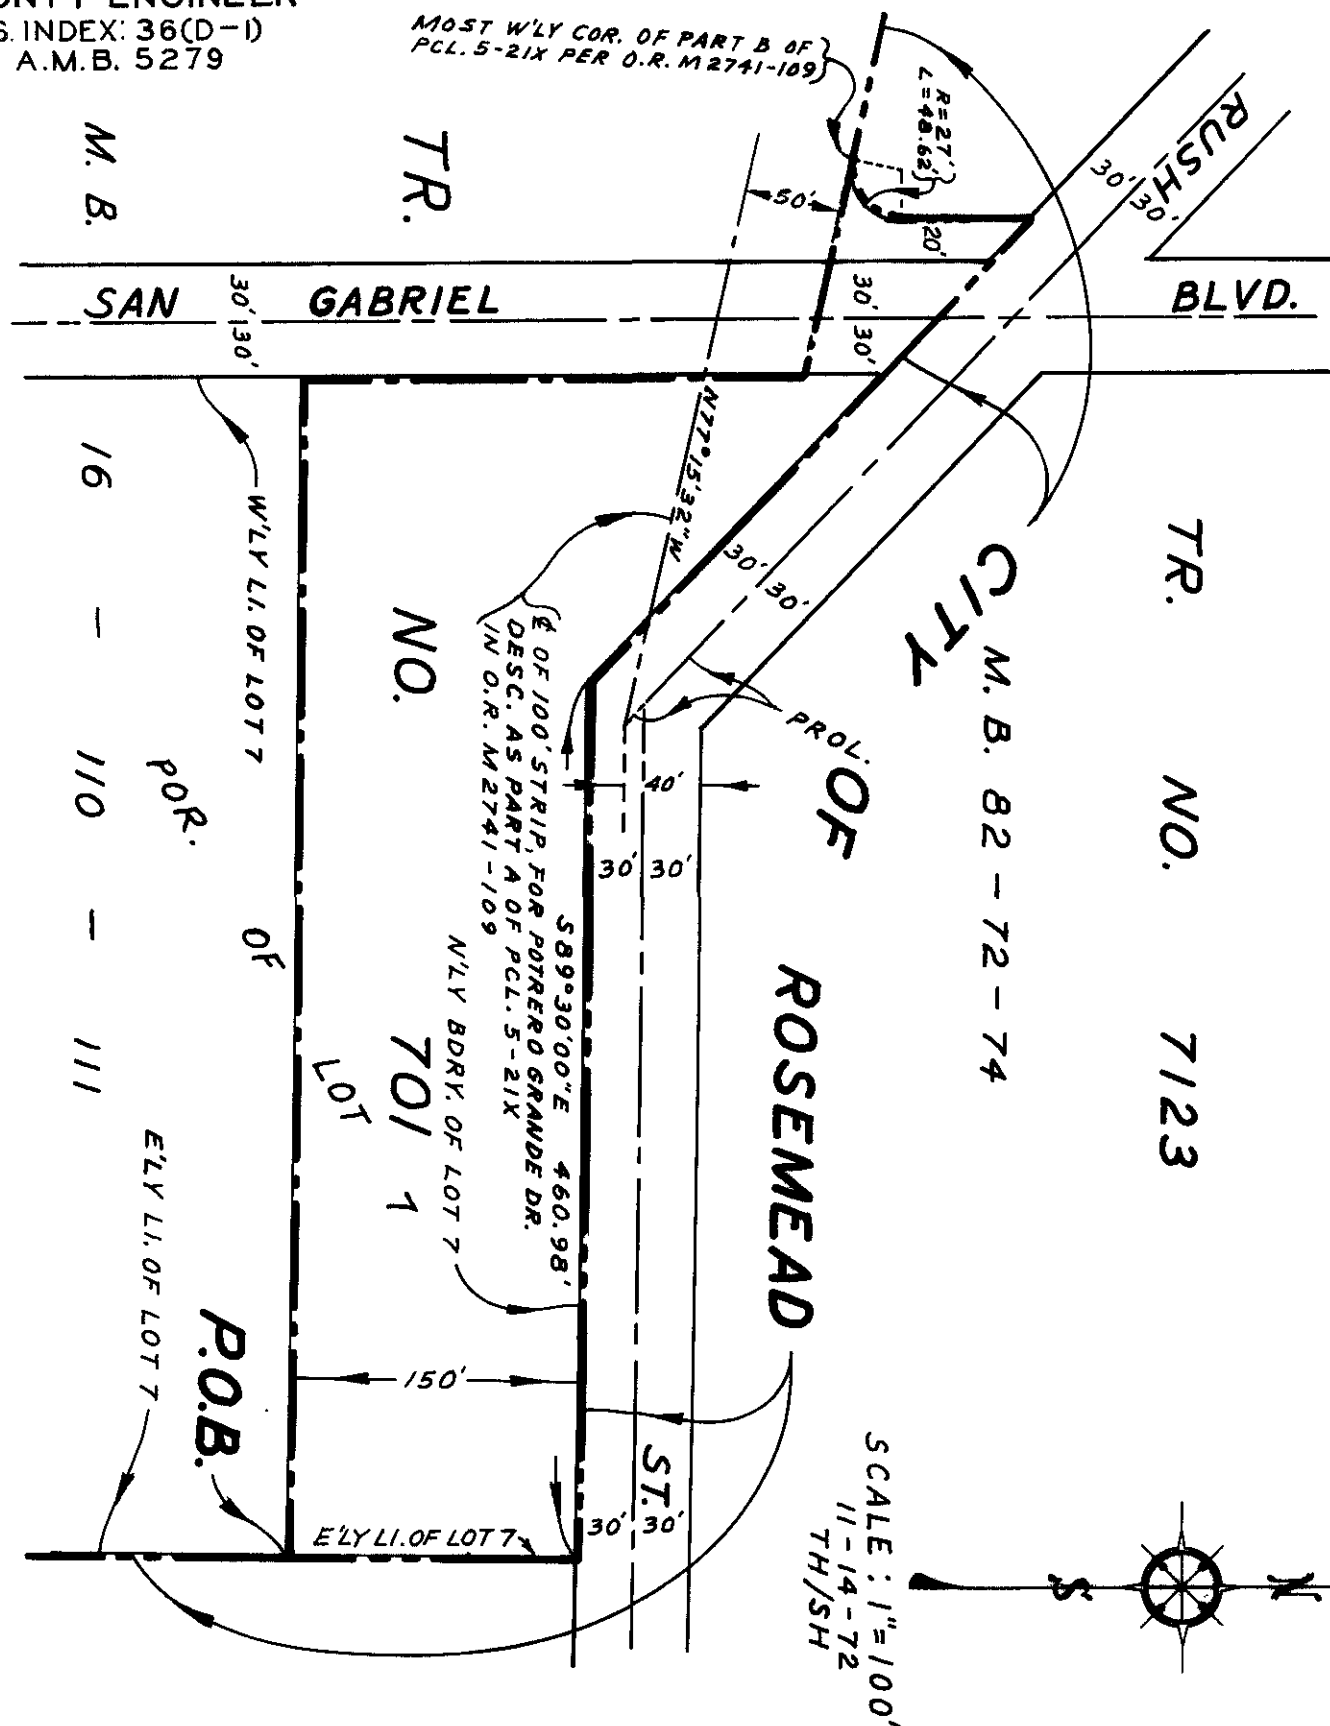 COUNTY ENGINEER
S. INDEX: 36(D-1)
A.M.B. 5279
MOST W'LY COR. OF PART B OF
PCL. 5-21X PER O.R. M2741-109
R=27'
L=48.62'
RUSH
30'
30'
50'
20'
TR.
M. B.
SAN GABRIEL BLVD.
30' 30'
30' 30'
N77°15'32"W
16 - 110 - 111
W'LY LI. OF LOT 7
NO.
701
30' 30'
CITY OF ROSEMEAD
TR. NO. 7123
M. B. 82-72-74
PROL.
40'
30' 30'
℄ OF 100' STRIP, FOR POTRERO GRANDE DR.
DESC. AS PART A OF PCL. 5-21X
IN O.R. M2741-109
S89°30'00"E 460.98'
N'LY BDRY. OF LOT 7
POR. OF LOT 7
E'LY LI. OF LOT 7
P.O.B.
150'
E'LY LI. OF LOT 7
ST.
30' 30'
SCALE: 1"=100'
11-14-72
TH/SH
S N